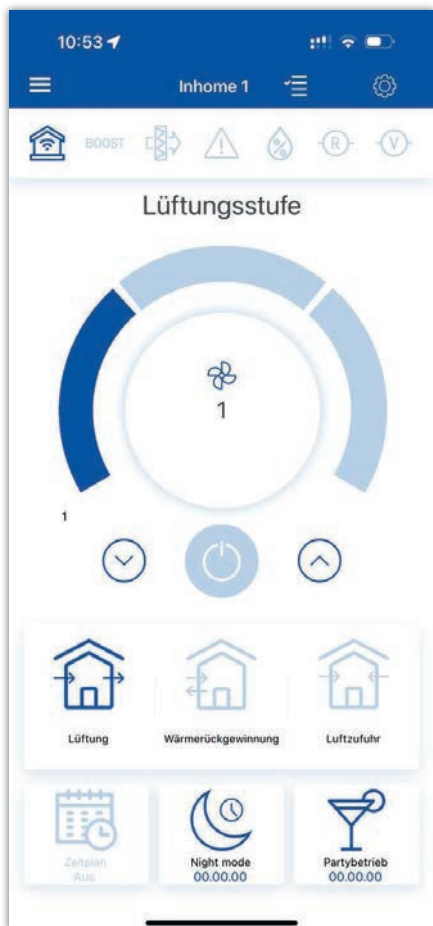 10:53
Inhome 1
BOOST
%
R
V
Lüftungsstufe
1
1
Lüftung
Wärmerückgewinnung
Luftzufuhr
Zeitplan
Aus
Night mode
00.00.00
Partybetrieb
00.00.00